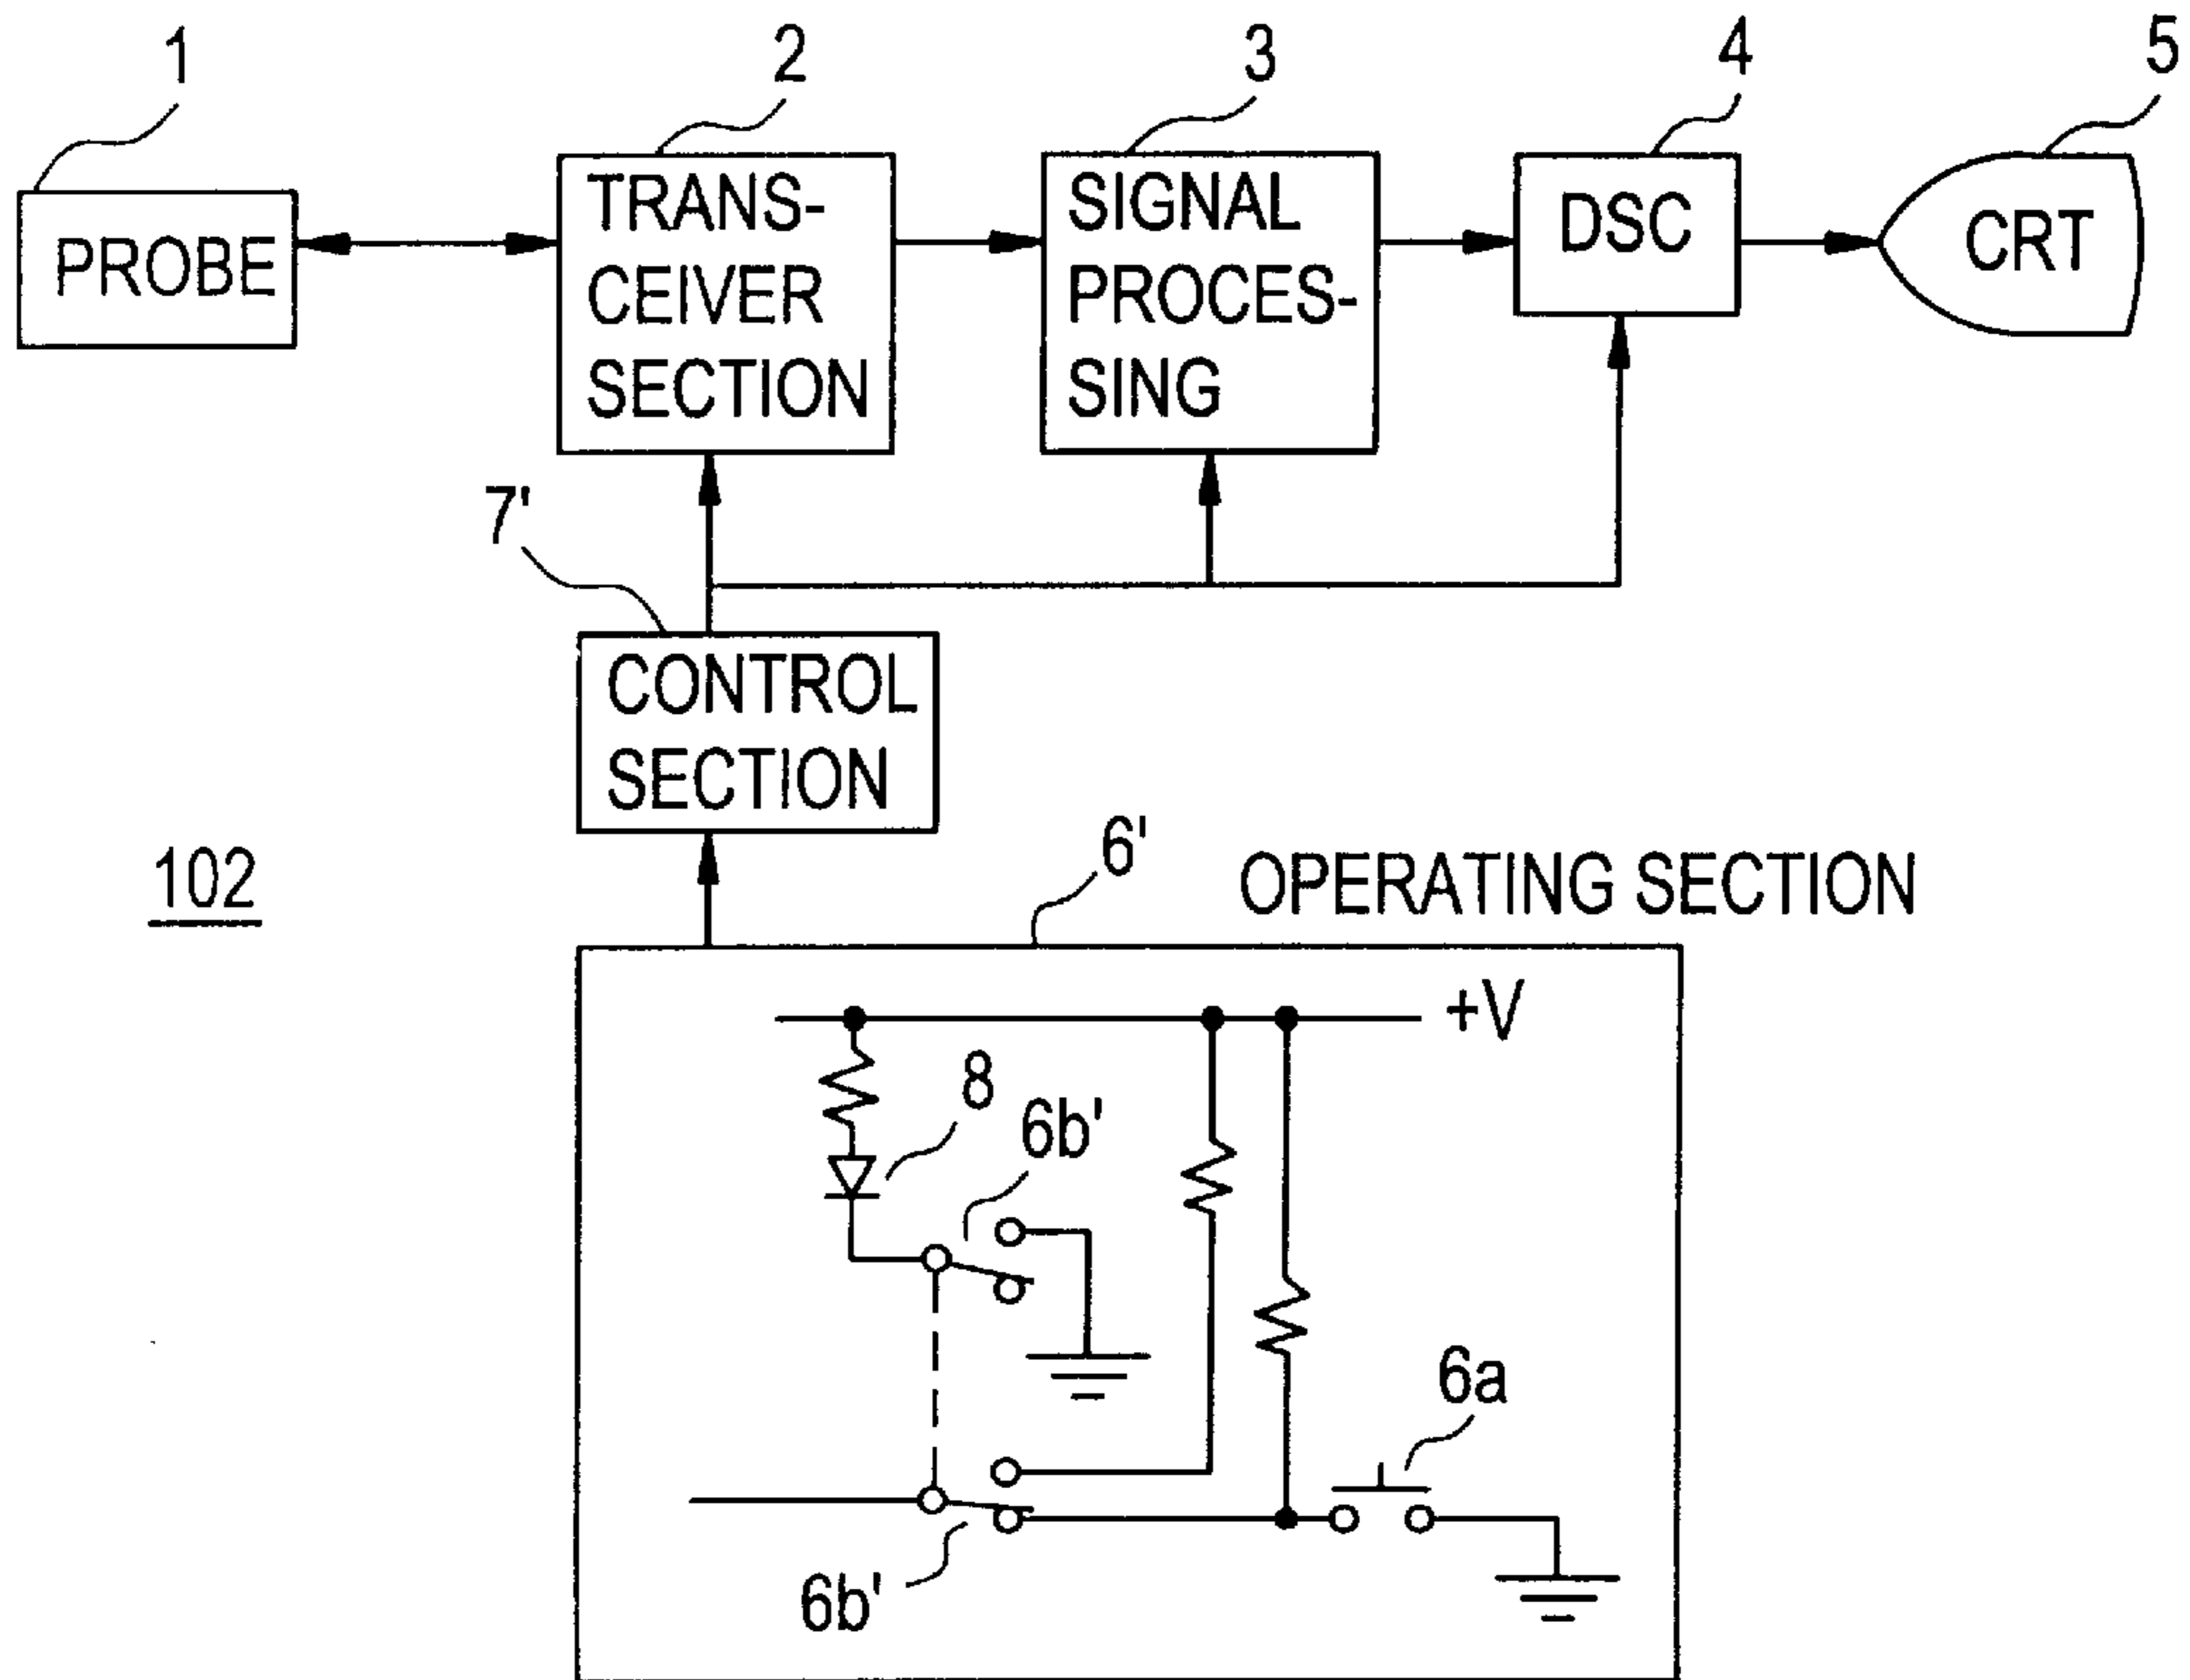 1
2
3
4
5
PROBE
TRANS-
CEIVER
SECTION
SIGNAL
PROCES-
SING
DSC
CRT
7'
CONTROL
SECTION
102
6'
OPERATING SECTION
+V
8
6b'
6a
6b'